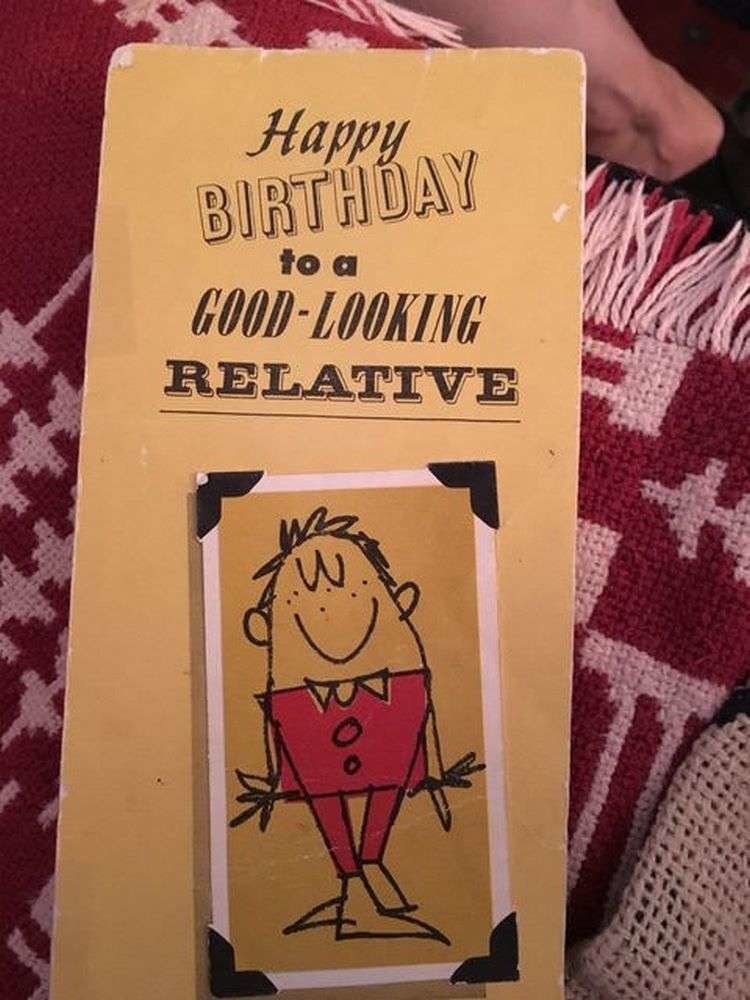 Happy
BIRTHDAY
to a
GOOD-LOOKING
RELATIVE